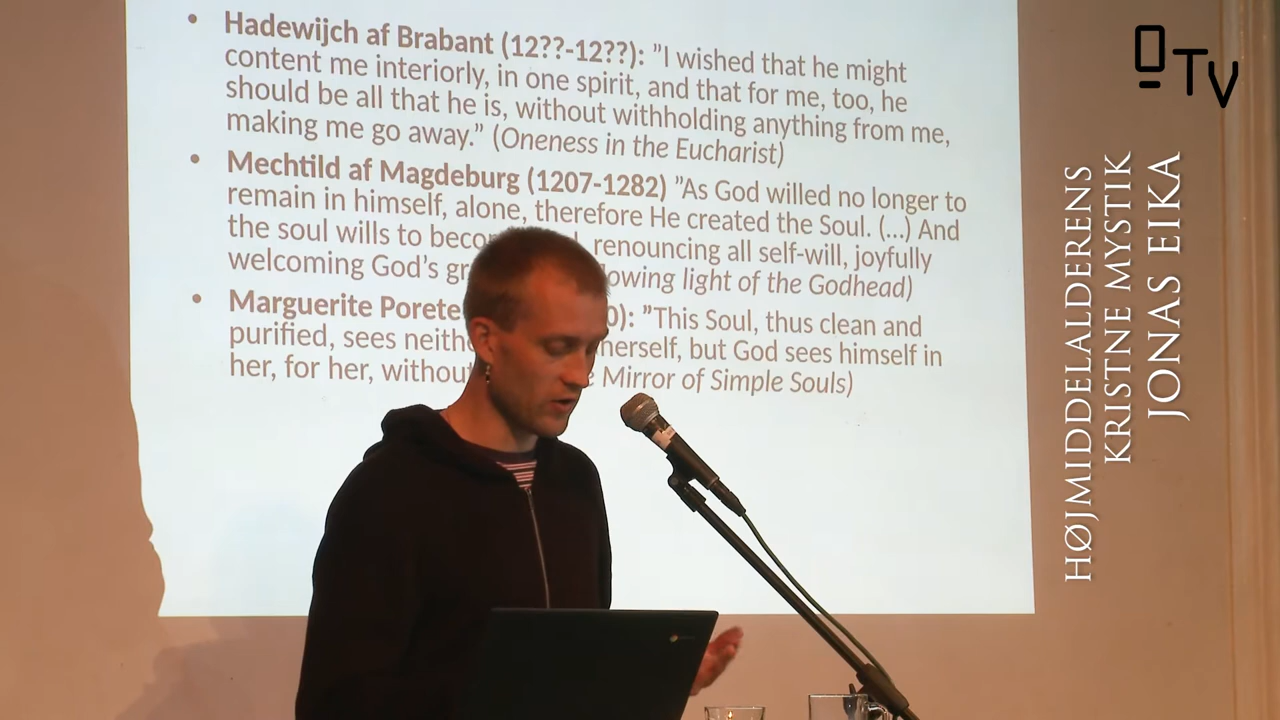 Hadewijch af Brabant (12??-12??): ”I wished that he might
content me interiorly, in one spirit, and that for me, too, he
should be all that he is, without withholding anything from me,
making me go away.” (Oneness in the Eucharist)
Mechtild af Magdeburg (1207-1282) ”As God willed no longer to
remain in himself, alone, therefore He created the Soul. (...) And
the soul wills to renouncing all self-will, joyfully
welcoming God’s light of the Godhead)
Marguerite Porete ”This Soul, thus clean and
purified, sees herself, but God sees himself in
her, for her, Mirror of Simple Souls)
TV
HØJMIDDELALDERENS
KRISTNE MYSTIK
JONAS EIKA